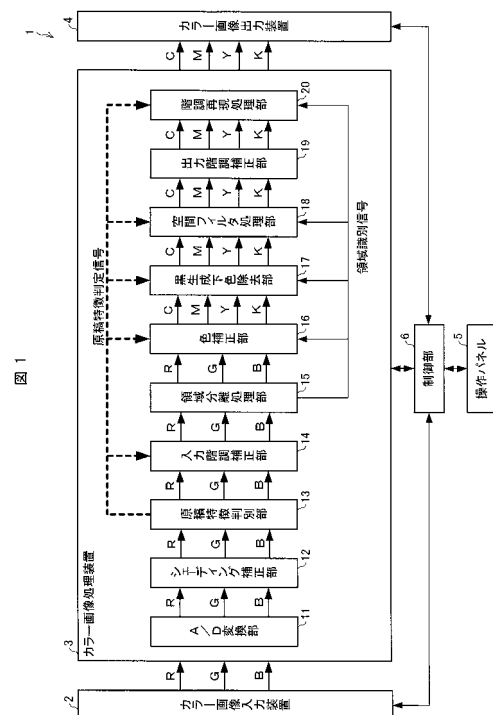 図 1
1
カラー画像入力装置
2
カラー画像処理装置
3
カラー画像出力装置
4
R
G
B
A／D変換部
11
R
G
B
シェーディング補正部
12
R
G
B
原稿特徴判別部
13
R
G
B
入力階調補正部
14
R
G
B
領域分離処理部
15
R
G
B
色補正部
16
C
M
Y
K
黒生成下色除去部
17
C
M
Y
K
空間フィルタ処理部
18
C
M
Y
K
出力階調補正部
19
C
M
Y
K
階調再現処理部
20
C
M
Y
K
原稿特徴判定信号
領域識別信号
制御部
6
操作パネル
5